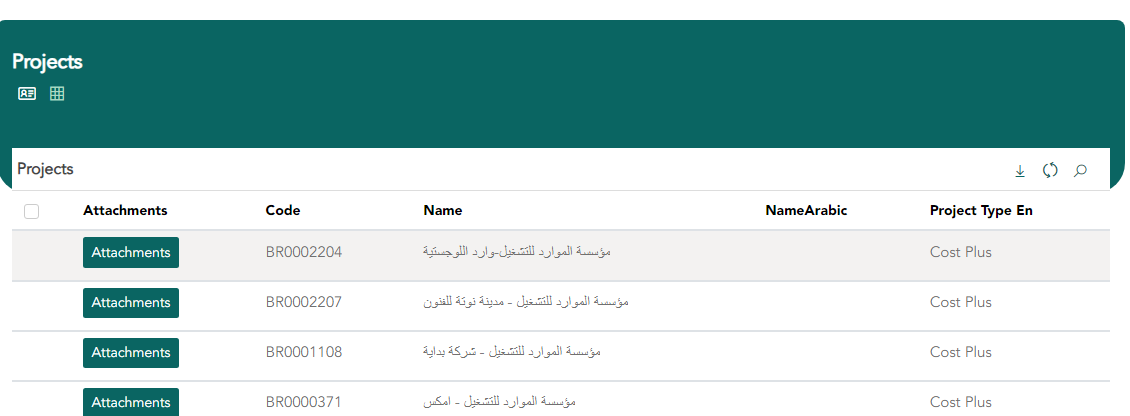 Projects
Projects
Attachments Code Name NameArabic Project Type En
Attachments BR0002204 مؤسسة الموارد للتشغيل-وارد اللوجستية Cost Plus
Attachments BR0002207 مؤسسة الموارد للتشغيل - مدينة نوتة للفنون Cost Plus
Attachments BR0001108 مؤسسة الموارد للتشغيل - شركة بداية Cost Plus
Attachments BR0000371 مؤسسة الموارد للتشغيل - امكس Cost Plus